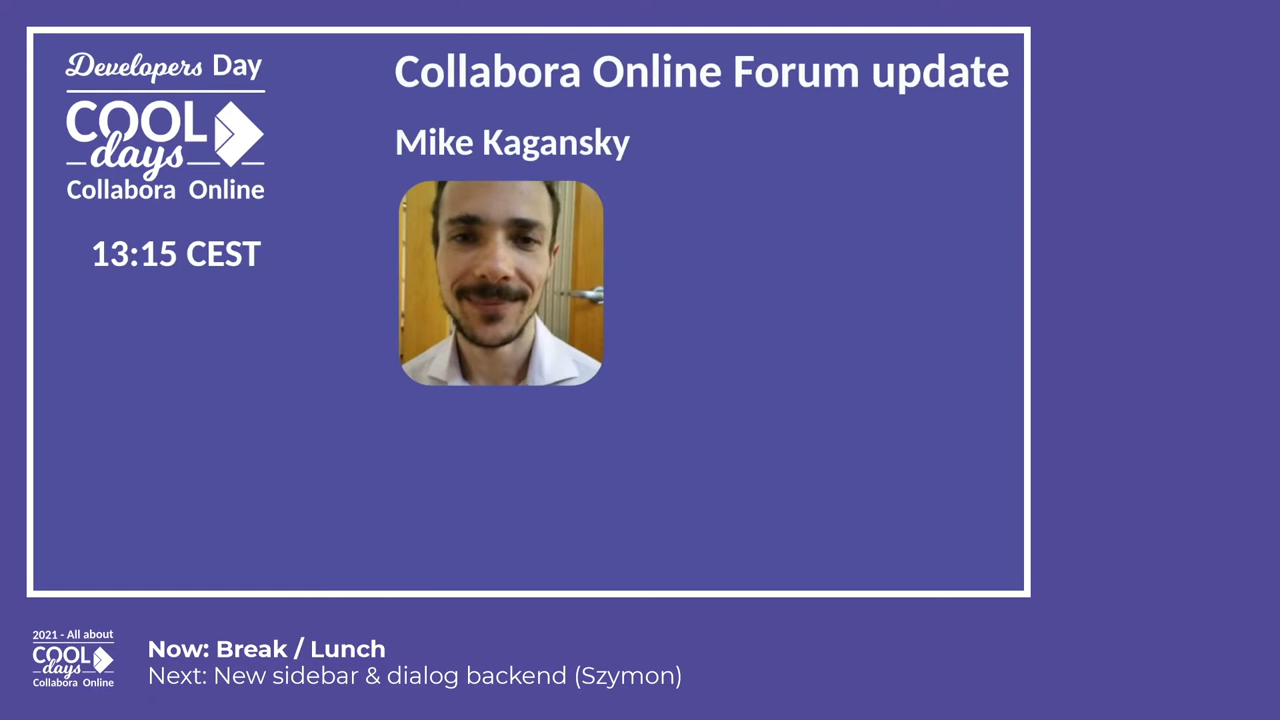 Developers Day
COOL
days
Collabora Online
13:15 CEST
Collabora Online Forum update
Mike Kagansky
2021 - All about
COOL
days
Collabora Online
Now: Break / Lunch
Next: New sidebar & dialog backend (Szymon)